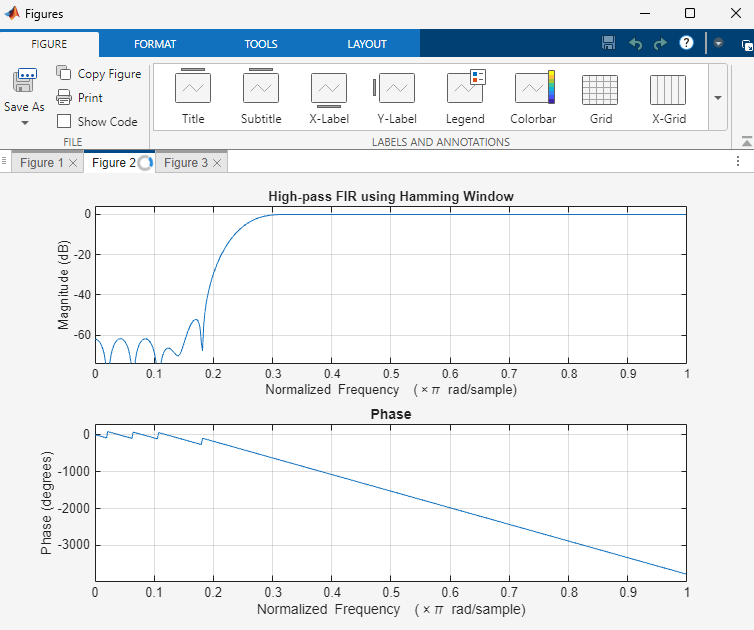 Figures
FIGURE FORMAT TOOLS LAYOUT
Save As
Copy Figure
Print
Show Code
FILE
Title Subtitle X-Label Y-Label Legend Colorbar Grid X-Grid
LABELS AND ANNOTATIONS
Figure 1 Figure 2 Figure 3
High-pass FIR using Hamming Window
Magnitude (dB)
0
-20
-40
-60
0 0.1 0.2 0.3 0.4 0.5 0.6 0.7 0.8 0.9 1
Normalized Frequency (×π rad/sample)
Phase
Phase (degrees)
0
-1000
-2000
-3000
0 0.1 0.2 0.3 0.4 0.5 0.6 0.7 0.8 0.9 1
Normalized Frequency (×π rad/sample)